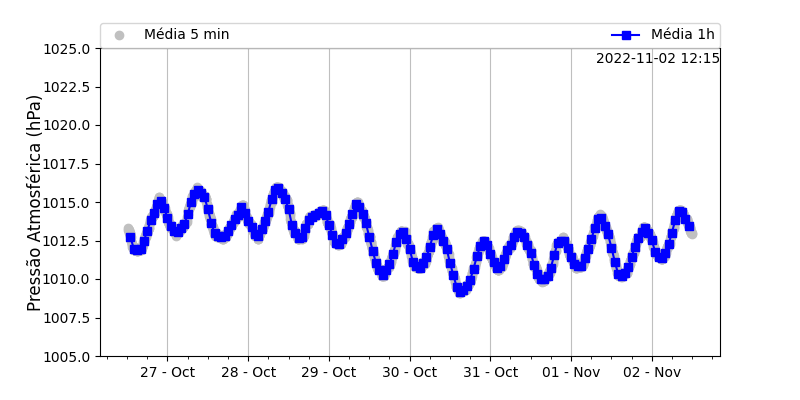 Média 5 min
Média 1h
2022-11-02 12:15
Pressão Atmosférica (hPa)
1025.0
1022.5
1020.0
1017.5
1015.0
1012.5
1010.0
1007.5
1005.0
27 - Oct
28 - Oct
29 - Oct
30 - Oct
31 - Oct
01 - Nov
02 - Nov